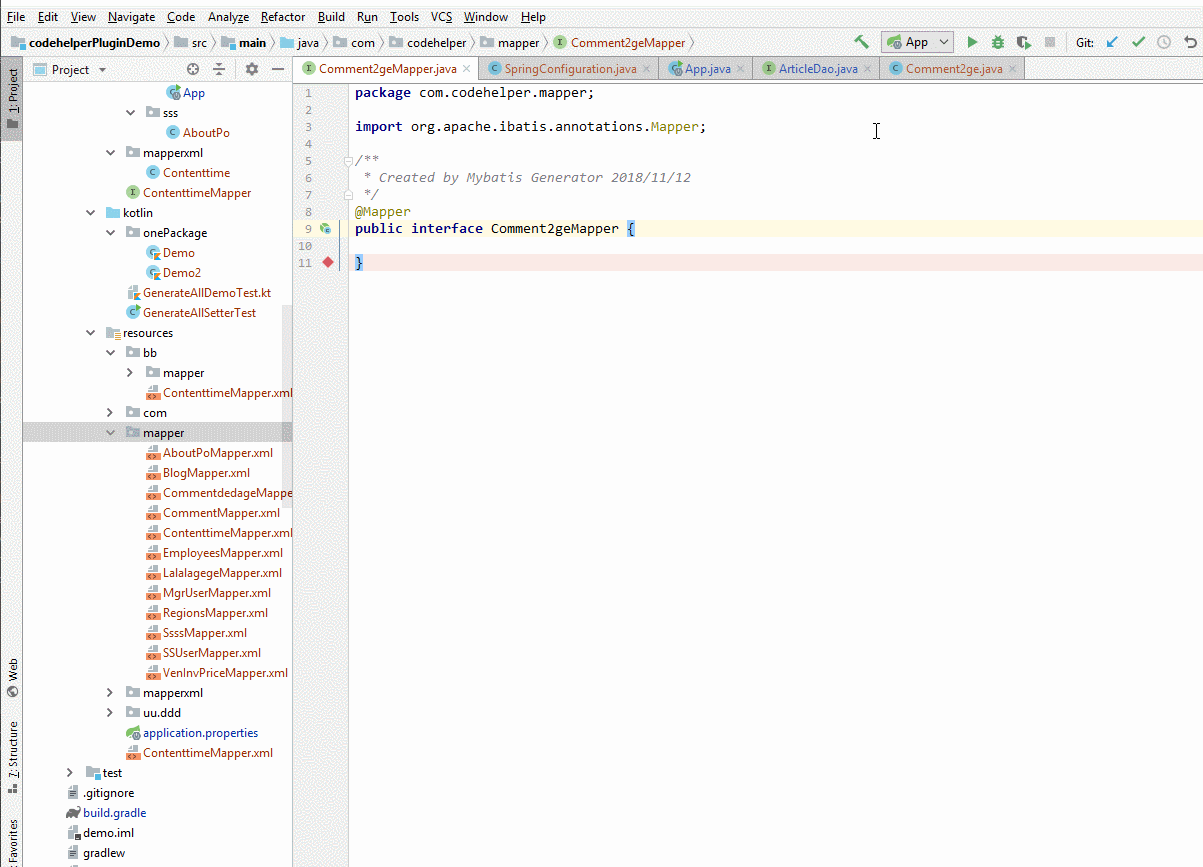 File Edit View Navigate Code Analyze Refactor Build Run Tools VCS Window Help
codehelperPluginDemo src main java com codehelper mapper Comment2geMapper App Git:
Project
Comment2geMapper.java SpringConfiguration.java App.java ArticleDao.java Comment2ge.java
1: Project
App
sss
AboutPo
mapperxml
Contenttime
ContenttimeMapper
kotlin
onePackage
Demo
Demo2
GenerateAllDemoTest.kt
GenerateAllSetterTest
resources
bb
mapper
ContenttimeMapper.xml
com
mapper
AboutPoMapper.xml
BlogMapper.xml
CommentdedageMappe
CommentMapper.xml
ContenttimeMapper.xml
EmployeesMapper.xml
LalalagegeMapper.xml
MgrUserMapper.xml
RegionsMapper.xml
SsssMapper.xml
SSUserMapper.xml
VenInvPriceMapper.xml
mapperxml
uu.ddd
application.properties
ContenttimeMapper.xml
test
.gitignore
build.gradle
demo.iml
gradlew
Web
Z: Structure
Favorites
1 package com.codehelper.mapper;
2
3 import org.apache.ibatis.annotations.Mapper;
4
5 /**
6 * Created by Mybatis Generator 2018/11/12
7 */
8 @Mapper
9 public interface Comment2geMapper {
10
11 }